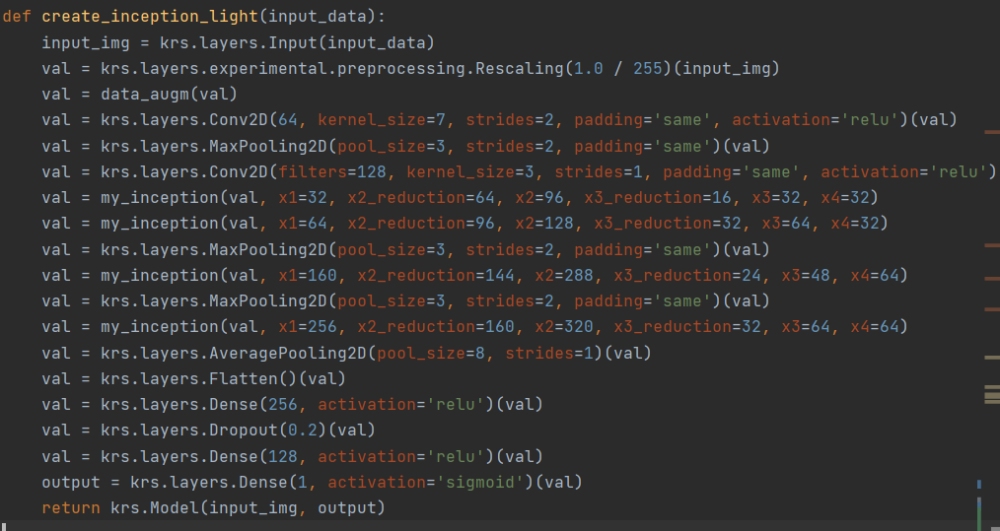 def create_inception_light(input_data):
    input_img = krs.layers.Input(input_data)
    val = krs.layers.experimental.preprocessing.Rescaling(1.0 / 255)(input_img)
    val = data_augm(val)
    val = krs.layers.Conv2D(64, kernel_size=7, strides=2, padding='same', activation='relu')(val)
    val = krs.layers.MaxPooling2D(pool_size=3, strides=2, padding='same')(val)
    val = krs.layers.Conv2D(filters=128, kernel_size=3, strides=1, padding='same', activation='relu')
    val = my_inception(val, x1=32, x2_reduction=64, x2=96, x3_reduction=16, x3=32, x4=32)
    val = my_inception(val, x1=64, x2_reduction=96, x2=128, x3_reduction=32, x3=64, x4=32)
    val = krs.layers.MaxPooling2D(pool_size=3, strides=2, padding='same')(val)
    val = my_inception(val, x1=160, x2_reduction=144, x2=288, x3_reduction=24, x3=48, x4=64)
    val = krs.layers.MaxPooling2D(pool_size=3, strides=2, padding='same')(val)
    val = my_inception(val, x1=256, x2_reduction=160, x2=320, x3_reduction=32, x3=64, x4=64)
    val = krs.layers.AveragePooling2D(pool_size=8, strides=1)(val)
    val = krs.layers.Flatten()(val)
    val = krs.layers.Dense(256, activation='relu')(val)
    val = krs.layers.Dropout(0.2)(val)
    val = krs.layers.Dense(128, activation='relu')(val)
    output = krs.layers.Dense(1, activation='sigmoid')(val)
    return krs.Model(input_img, output)